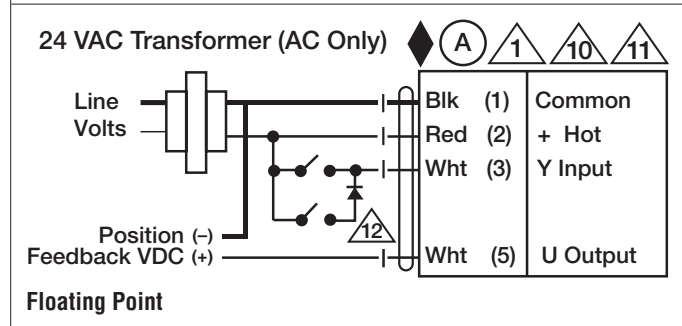 24 VAC Transformer (AC Only) A 1 10 11
Line Volts
Blk (1) Common
Red (2) + Hot
Wht (3) Y Input
12
Position (–)
Feedback VDC (+)
Wht (5) U Output
Floating Point